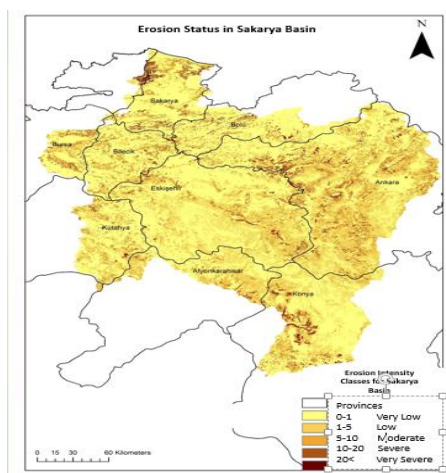 Erosion Status in Sakarya Basin
N
Sakarya
Bolu
Bursa
Bilecik
Ankara
Eskişehir
Kütahya
Afyonkarahisar
Konya
Erosion Intensity
Classes for Sakarya
Basin
Provinces
0-1 Very Low
1-5 Low
5-10 Moderate
10-20 Severe
20< Very Severe
0 15 30 60 Kilometers